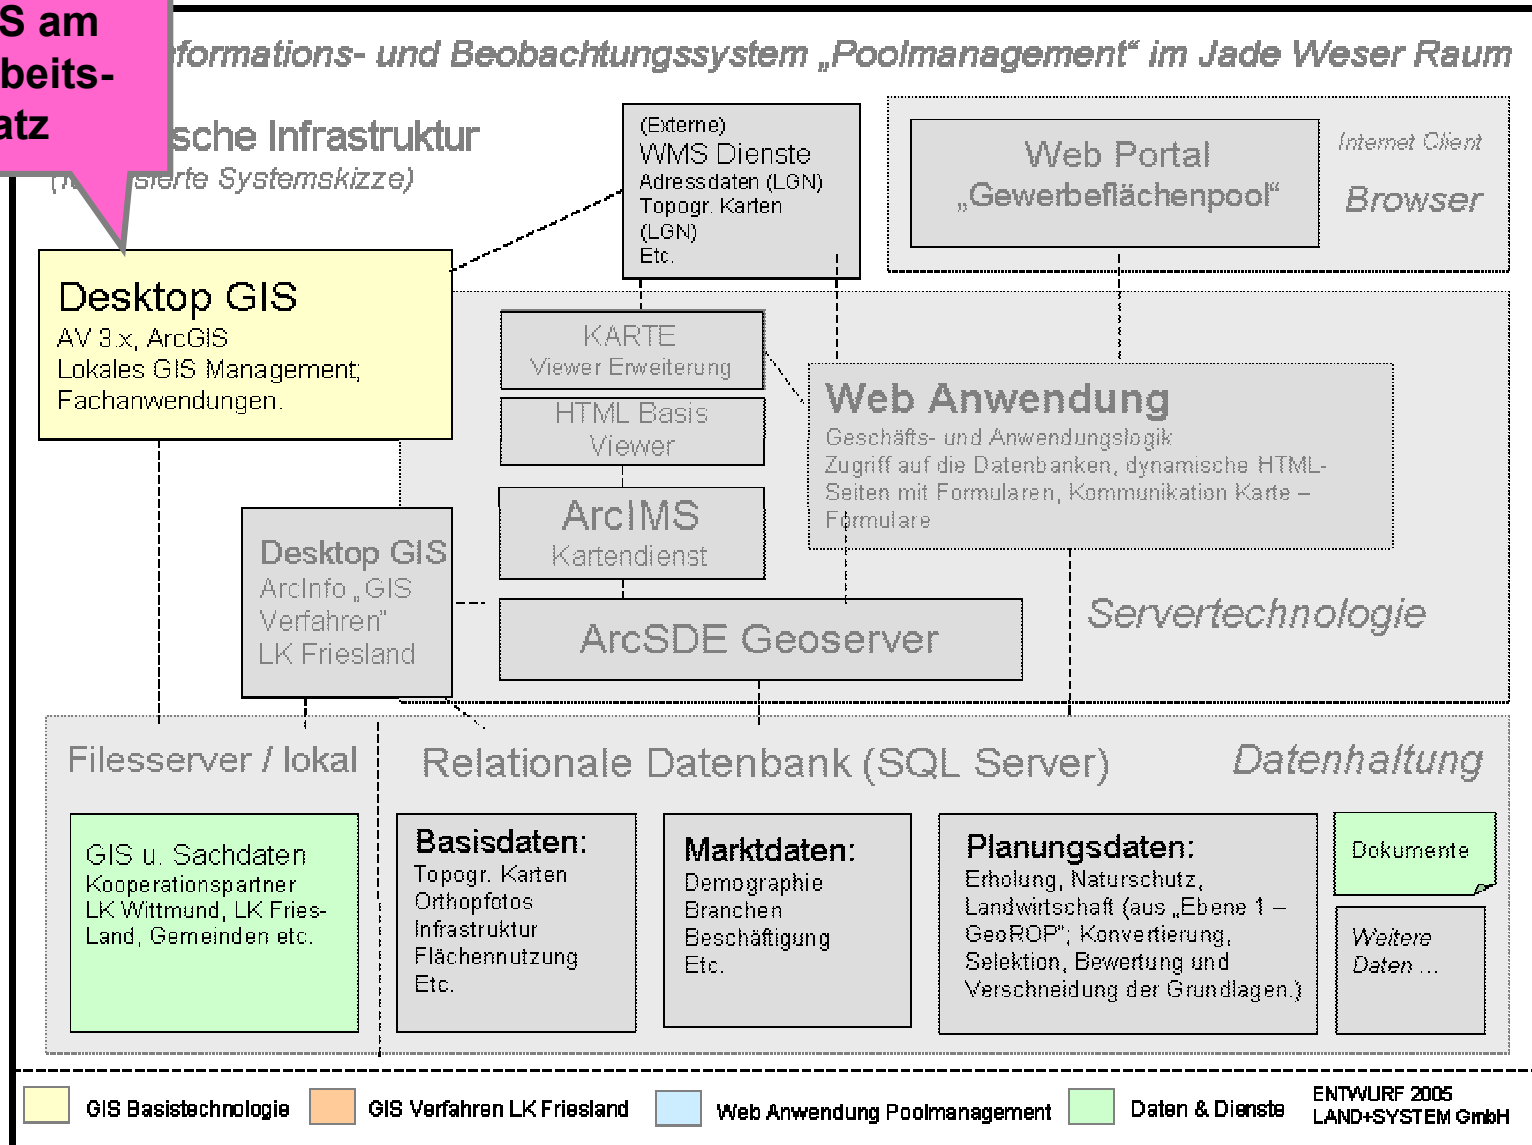 S am
beits-
atz
nformations- und Beobachtungssystem „Poolmanagement“ im Jade Weser Raum
sche Infrastruktur
sierte Systemskizze)
(Externe)
WMS Dienste
Adressdaten (LGN)
Topogr. Karten
(LGN)
Etc.
Web Portal
„Gewerbeflächenpool“
Internet Client
Browser
Desktop GIS
AV 3.x, ArcGIS
Lokales GIS Management;
Fachanwendungen.
KARTE
Viewer Erweiterung
HTML Basis
Viewer
ArcIMS
Kartendienst
Web Anwendung
Geschäfts- und Anwendungslogik
Zugriff auf die Datenbanken, dynamische HTML-
Seiten mit Formularen, Kommunikation Karte –
Formulare
Desktop GIS
ArcInfo „GIS
Verfahren“
LK Friesland
ArcSDE Geoserver
Servertechnologie
Filesserver / lokal
Relationale Datenbank (SQL Server)
Datenhaltung
GIS u. Sachdaten
Kooperationspartner
LK Wittmund, LK Fries-
Land, Gemeinden etc.
Basisdaten:
Topogr. Karten
Orthopfotos
Infrastruktur
Flächennutzung
Etc.
Marktdaten:
Demographie
Branchen
Beschäftigung
Etc.
Planungsdaten:
Erholung, Naturschutz,
Landwirtschaft (aus „Ebene 1 –
GeoROP“; Konvertierung,
Selektion, Bewertung und
Verschneidung der Grundlagen.)
Dokumente
Weitere
Daten ...
GIS Basistechnologie
GIS Verfahren LK Friesland
Web Anwendung Poolmanagement
Daten & Dienste
ENTWURF 2005
LAND+SYSTEM GmbH